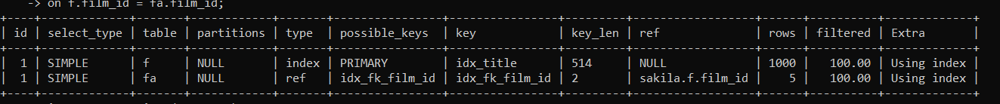 -> on f.film_id = fa.film_id;
+----+-------------+-------+------------+-------+----------------+----------------+---------+------------------+------+----------+-------------+
| id | select_type | table | partitions | type | possible_keys | key | key_len | ref | rows | filtered | Extra |
+----+-------------+-------+------------+-------+----------------+----------------+---------+------------------+------+----------+-------------+
| 1 | SIMPLE | f | NULL | index | PRIMARY | idx_title | 514 | NULL | 1000 | 100.00 | Using index |
| 1 | SIMPLE | fa | NULL | ref | idx_fk_film_id | idx_fk_film_id | 2 | sakila.f.film_id | 5 | 100.00 | Using index |
+----+-------------+-------+------------+-------+----------------+----------------+---------+------------------+------+----------+-------------+